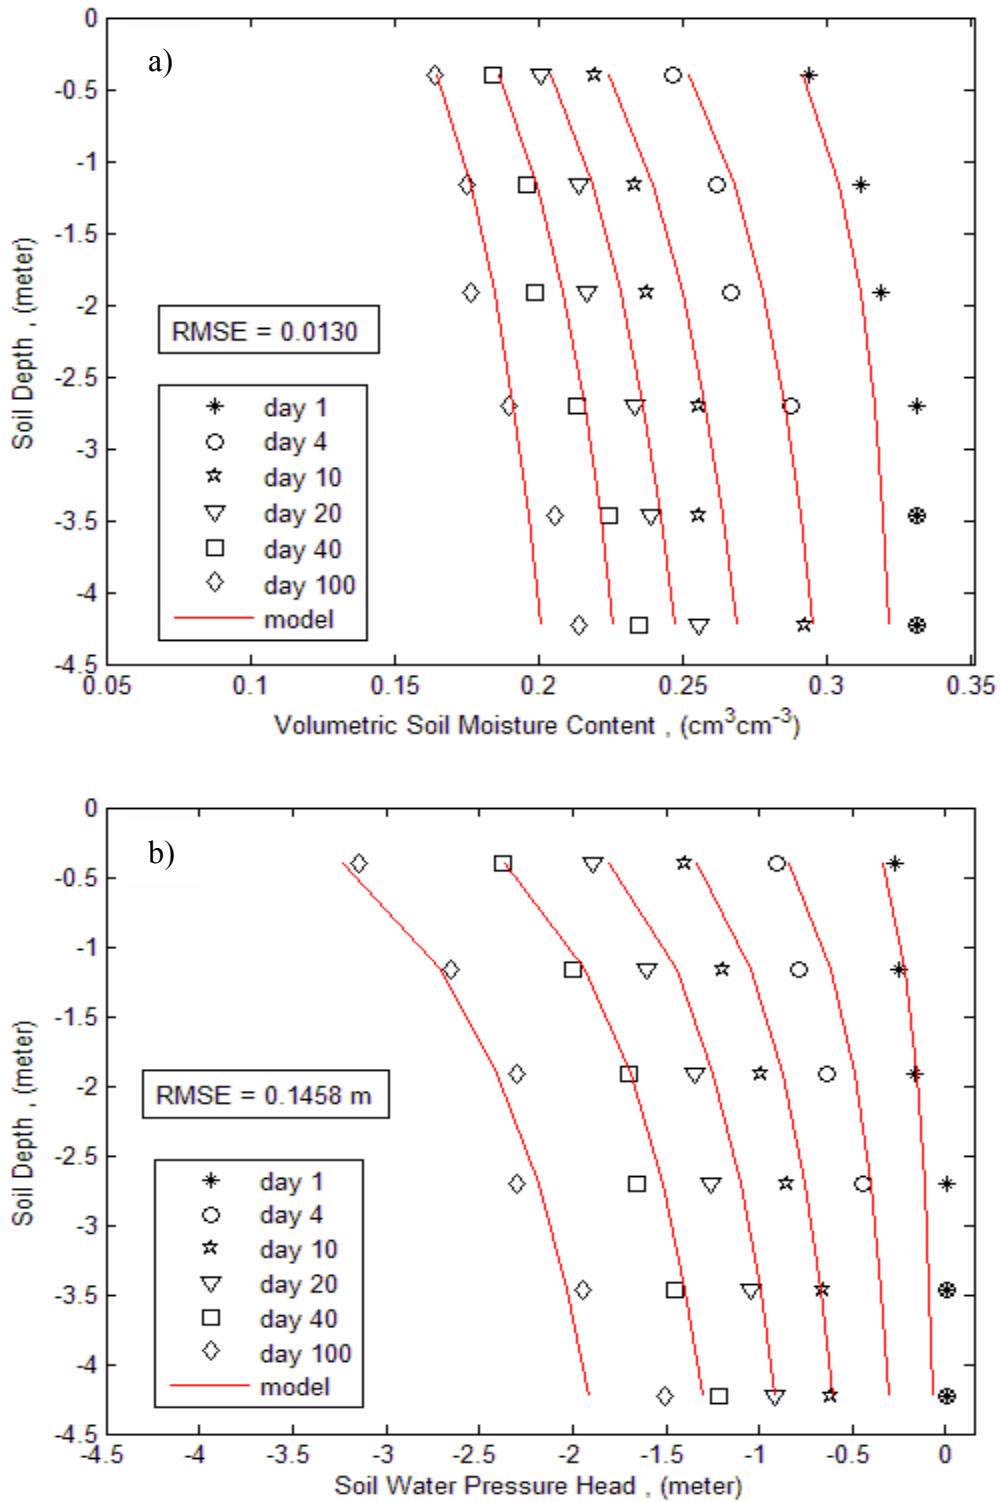 a)
0
-0.5
-1
-1.5
-2
-2.5
-3
-3.5
-4
-4.5
Soil Depth , (meter)
RMSE = 0.0130
day 1
day 4
day 10
day 20
day 40
day 100
model
0.05 0.1 0.15 0.2 0.25 0.3 0.35
Volumetric Soil Moisture Content , (cm³cm⁻³)
b)
0
-0.5
-1
-1.5
-2
-2.5
-3
-3.5
-4
-4.5
Soil Depth , (meter)
RMSE = 0.1458 m
day 1
day 4
day 10
day 20
day 40
day 100
model
-4.5 -4 -3.5 -3 -2.5 -2 -1.5 -1 -0.5 0
Soil Water Pressure Head , (meter)